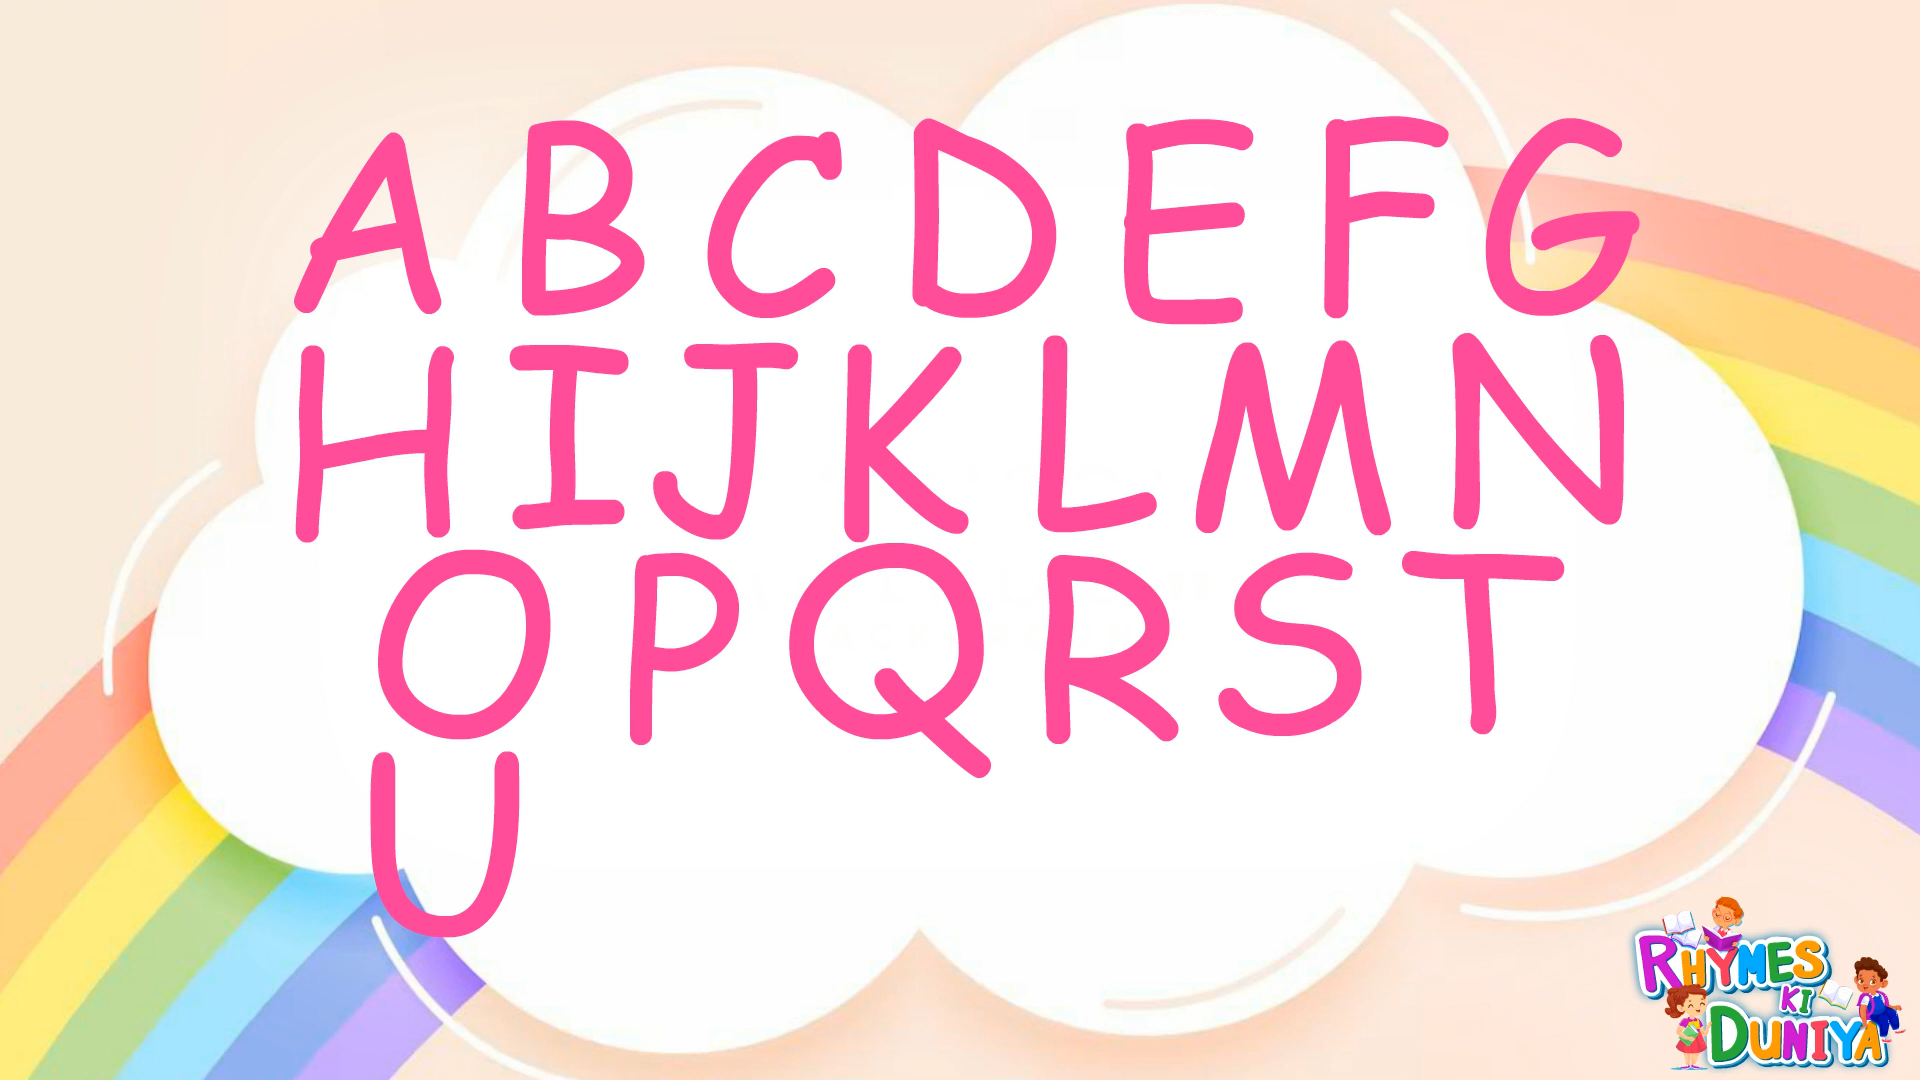 A B C D E F G
H I J K L M N
O P Q R S T
U
RHYMES
KI
DUNIYA